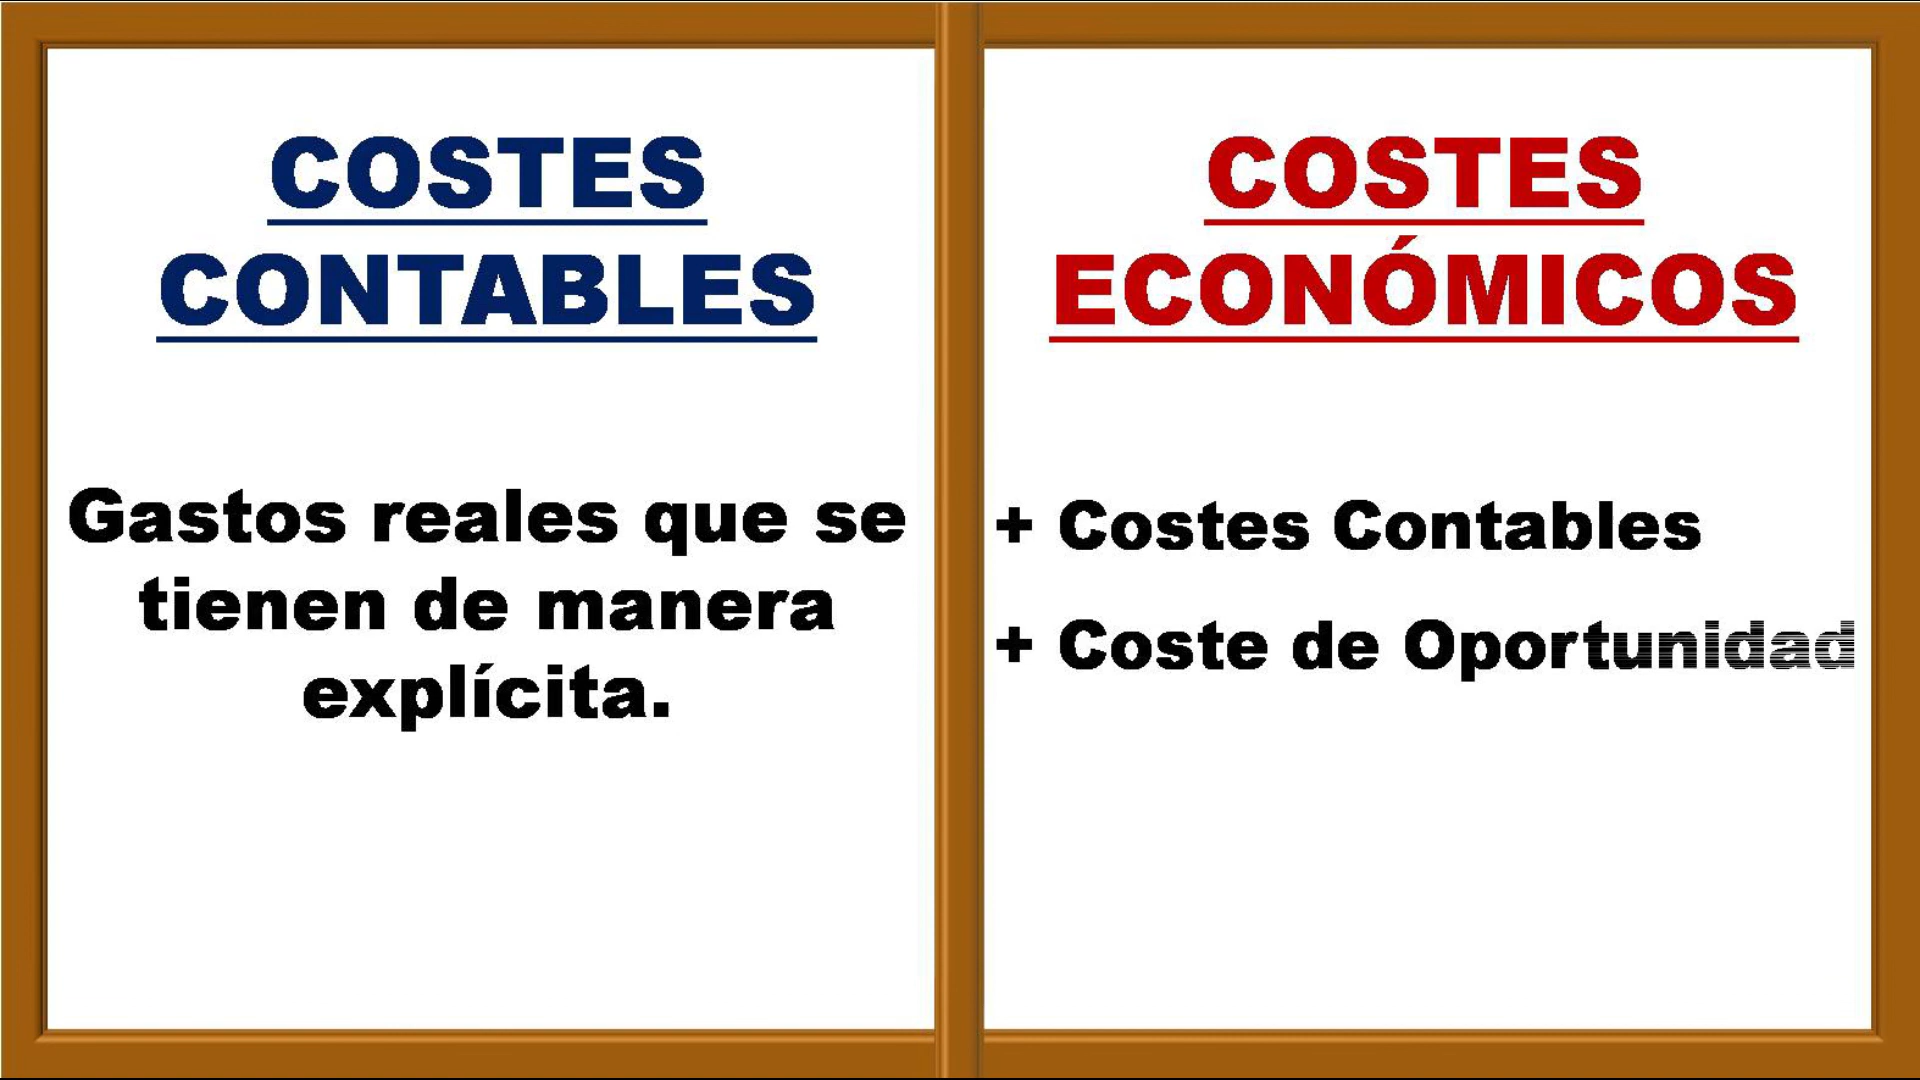 COSTES
CONTABLES
Gastos reales que se
tienen de manera
explícita.
COSTES
ECONÓMICOS
+ Costes Contables
+ Coste de Oportunidad